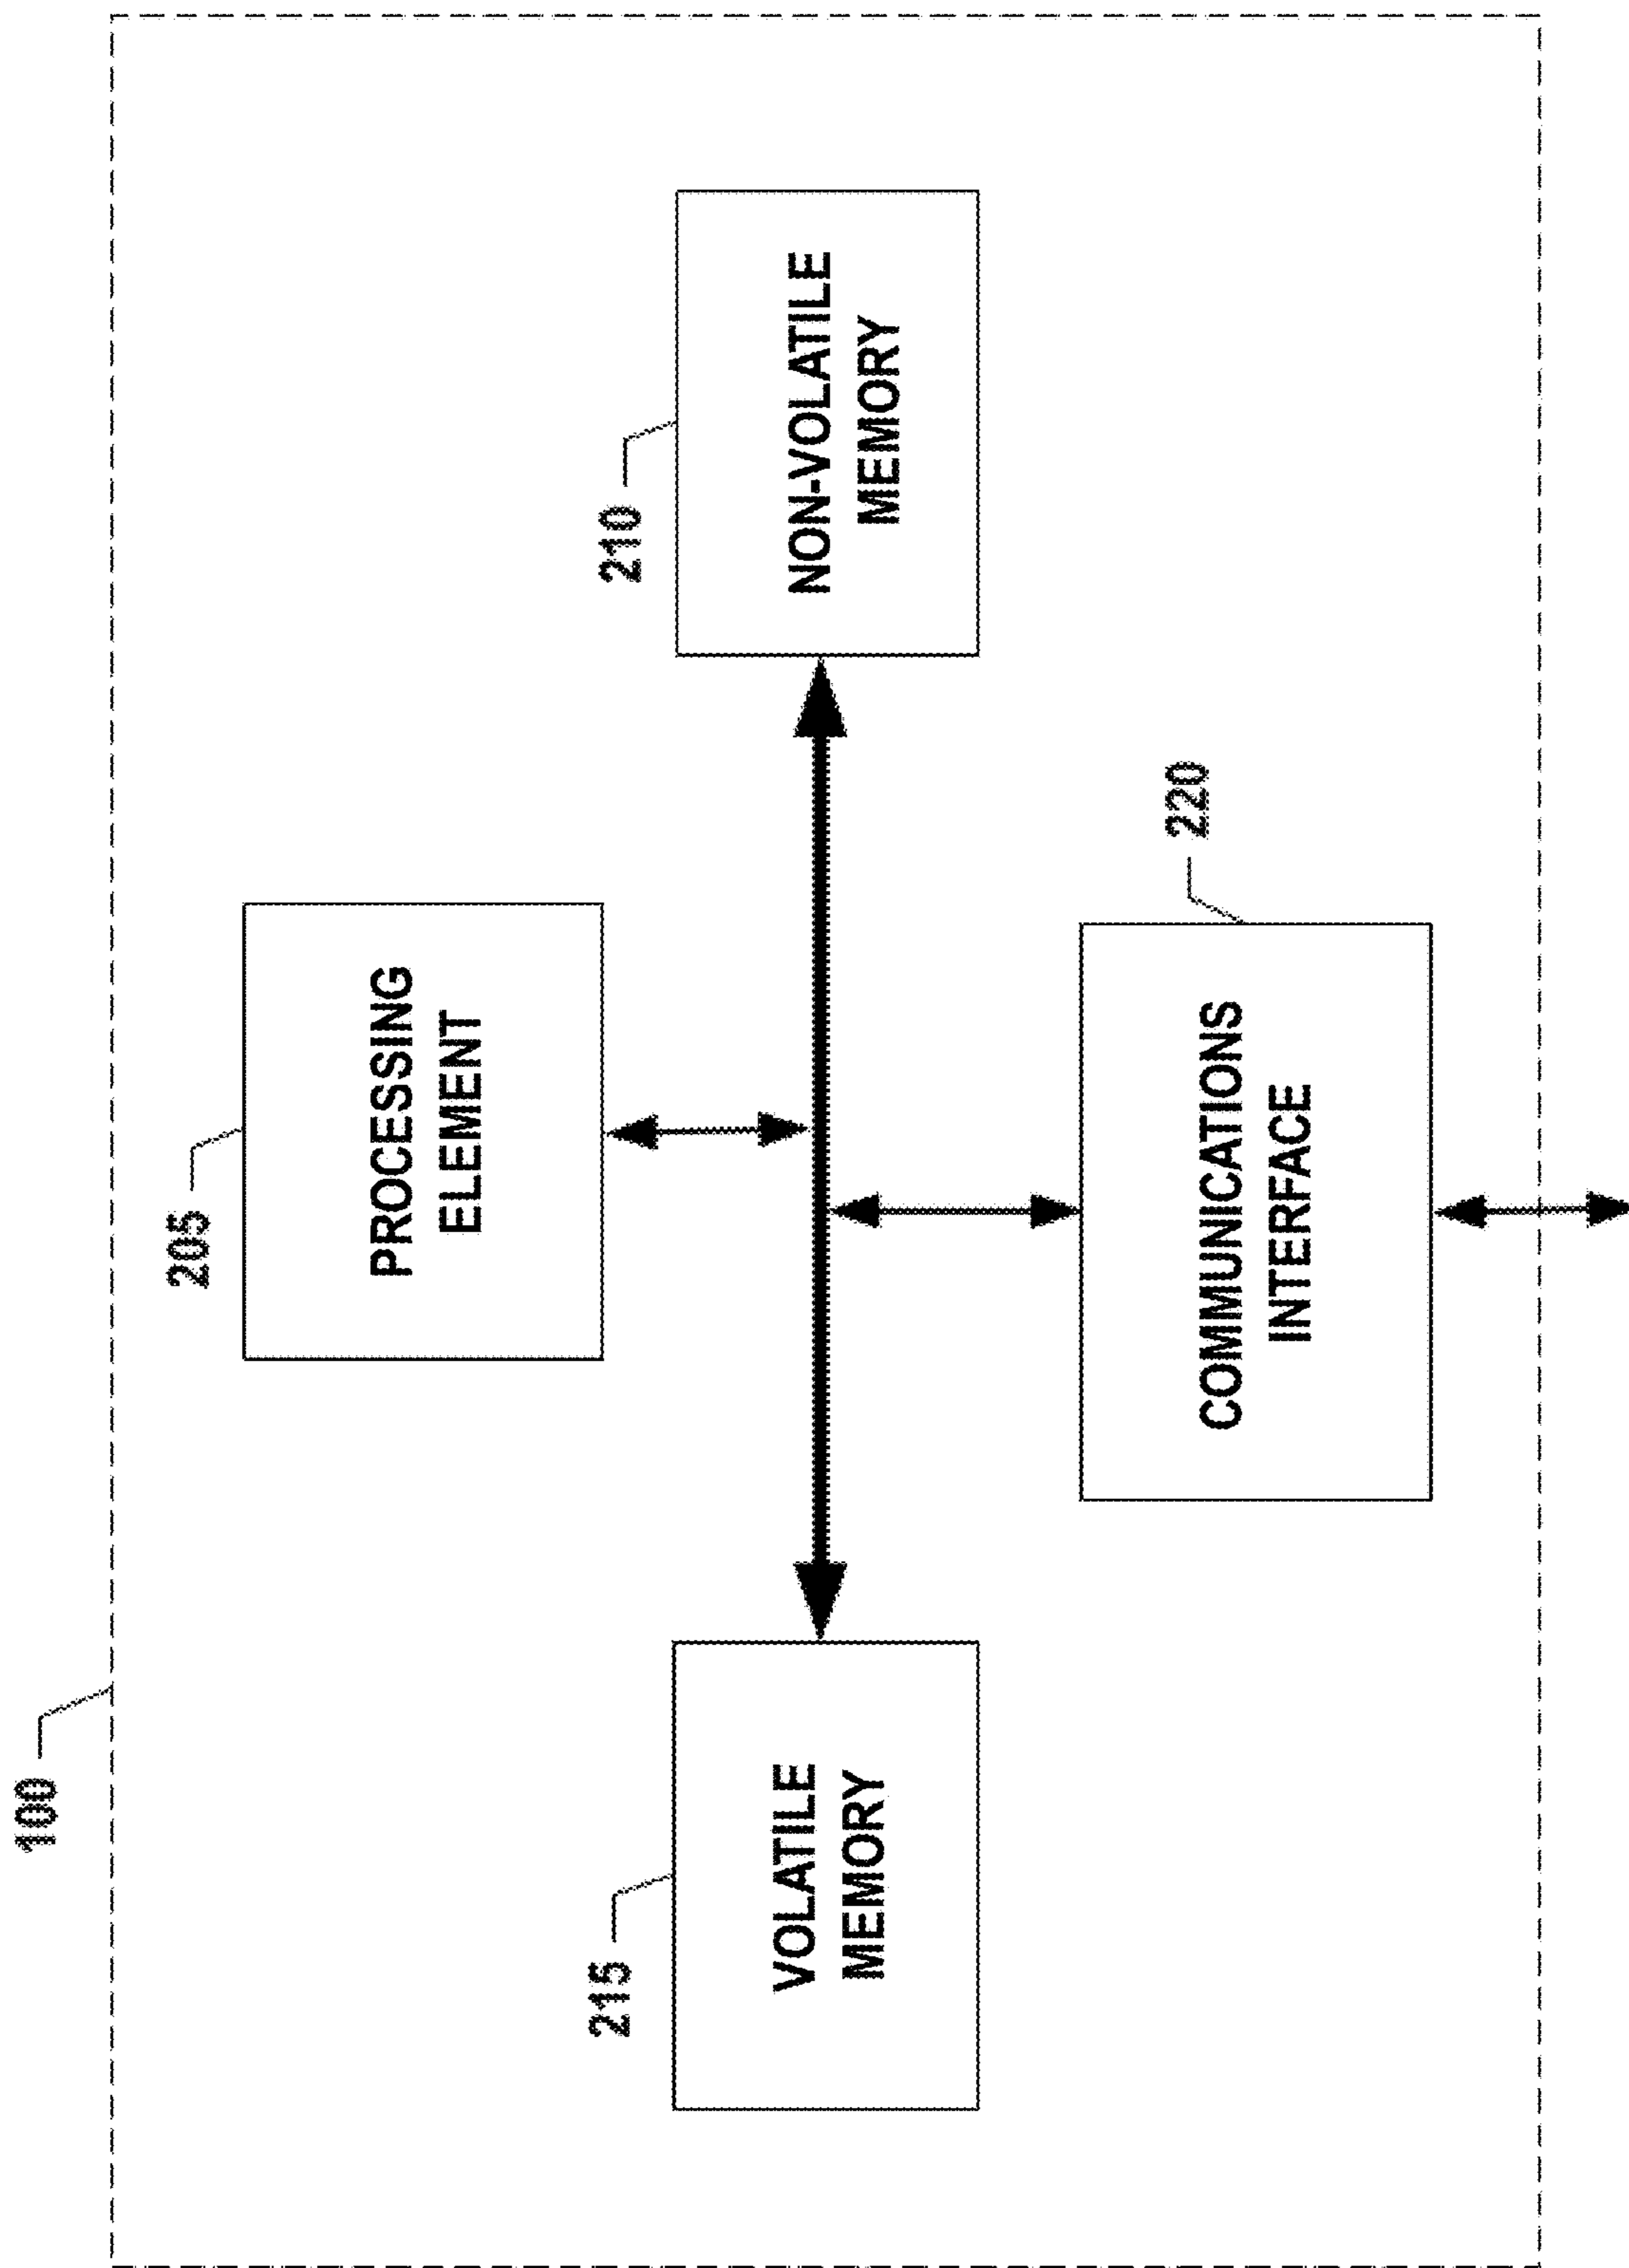 100
205
PROCESSING
ELEMENT
215
VOLATILE
MEMORY
210
NON-VOLATILE
MEMORY
220
COMMUNICATIONS
INTERFACE